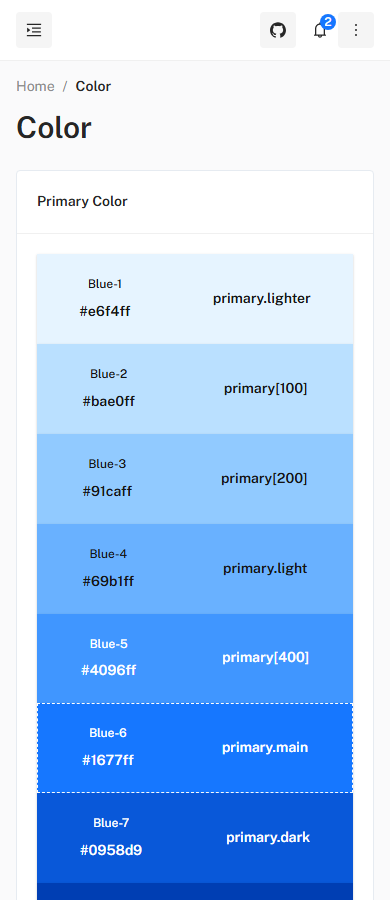 2
Home / Color
Color
Primary Color
Blue-1
#e6f4ff
primary.lighter
Blue-2
#bae0ff
primary[100]
Blue-3
#91caff
primary[200]
Blue-4
#69b1ff
primary.light
Blue-5
#4096ff
primary[400]
Blue-6
#1677ff
primary.main
Blue-7
#0958d9
primary.dark